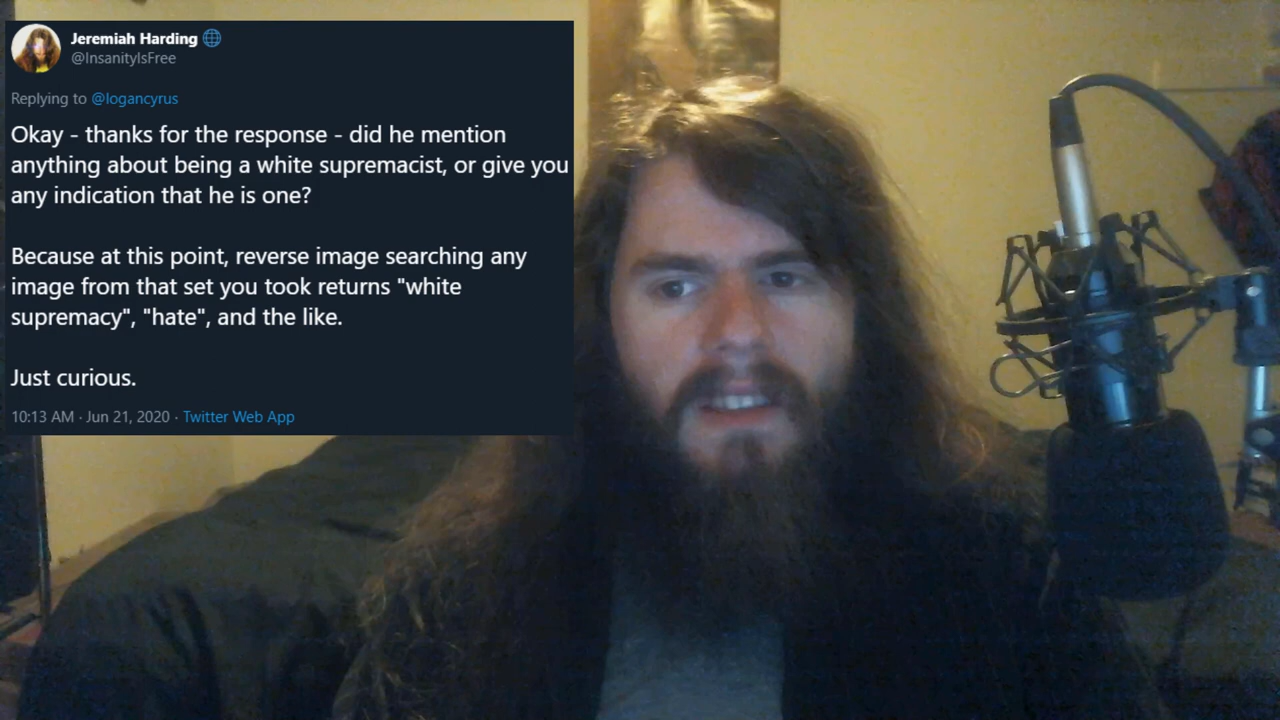 Jeremiah Harding
@InsanityIsFree
Replying to @logancyrus
Okay - thanks for the response - did he mention
anything about being a white supremacist, or give you
any indication that he is one?
Because at this point, reverse image searching any
image from that set you took returns "white
supremacy", "hate", and the like.
Just curious.
10:13 AM · Jun 21, 2020 · Twitter Web App